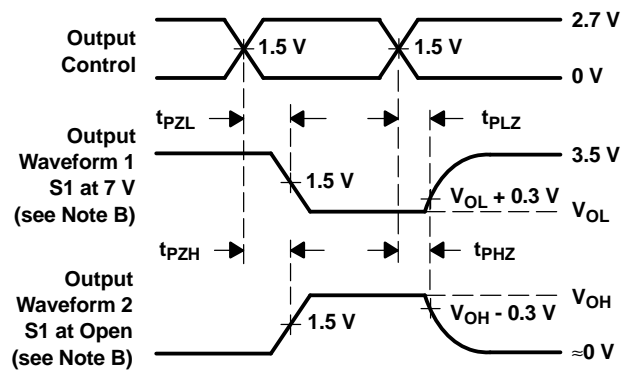 Output
Control
1.5 V
1.5 V
2.7 V
0 V
tPZL
tPLZ
Output
Waveform 1
S1 at 7 V
(see Note B)
1.5 V
3.5 V
VOL + 0.3 V
VOL
tPZH
tPHZ
Output
Waveform 2
S1 at Open
(see Note B)
1.5 V
VOH
VOH - 0.3 V
≈0 V